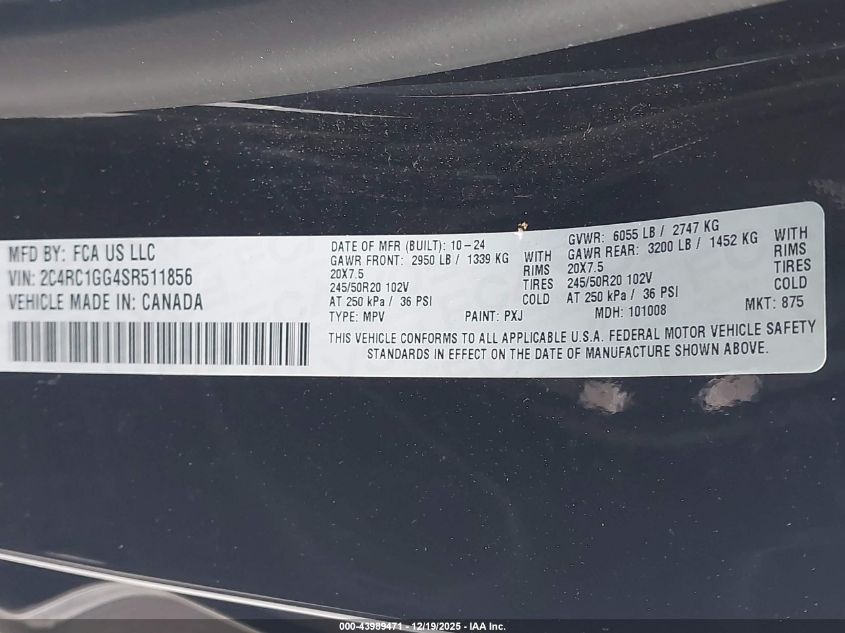 MFD BY: FCA US LLC
VIN: 2C4RC1GG4SR511856
VEHICLE MADE IN: CANADA
DATE OF MFR (BUILT): 10-24
GAWR FRONT: 2950 LB / 1339 KG WITH
20X7.5 RIMS
245/50R20 102V TIRES
AT 250 kPa / 36 PSI COLD
TYPE: MPV PAINT: PXJ
GVWR: 6055 LB / 2747 KG
GAWR REAR: 3200 LB / 1452 KG WITH
20X7.5 RIMS
245/50R20 102V TIRES
AT 250 kPa / 36 PSI COLD
MDH: 101008 MKT: 875
THIS VEHICLE CONFORMS TO ALL APPLICABLE U.S.A. FEDERAL MOTOR VEHICLE SAFETY
STANDARDS IN EFFECT ON THE DATE OF MANUFACTURE SHOWN ABOVE.
000-43989471 - 12/19/2025 - IAA Inc.